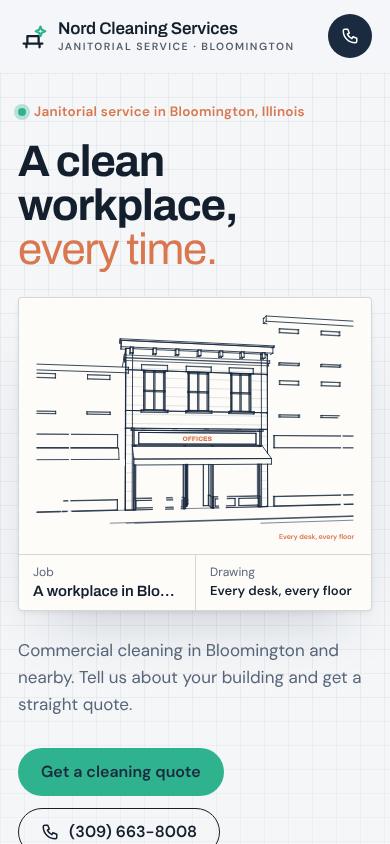 Nord Cleaning Services
JANITORIAL SERVICE · BLOOMINGTON
Janitorial service in Bloomington, Illinois
A clean
workplace,
every time.
OFFICES
Every desk, every floor
Job
A workplace in Blo...
Drawing
Every desk, every floor
Commercial cleaning in Bloomington and
nearby. Tell us about your building and get a
straight quote.
Get a cleaning quote
(309) 663-8008